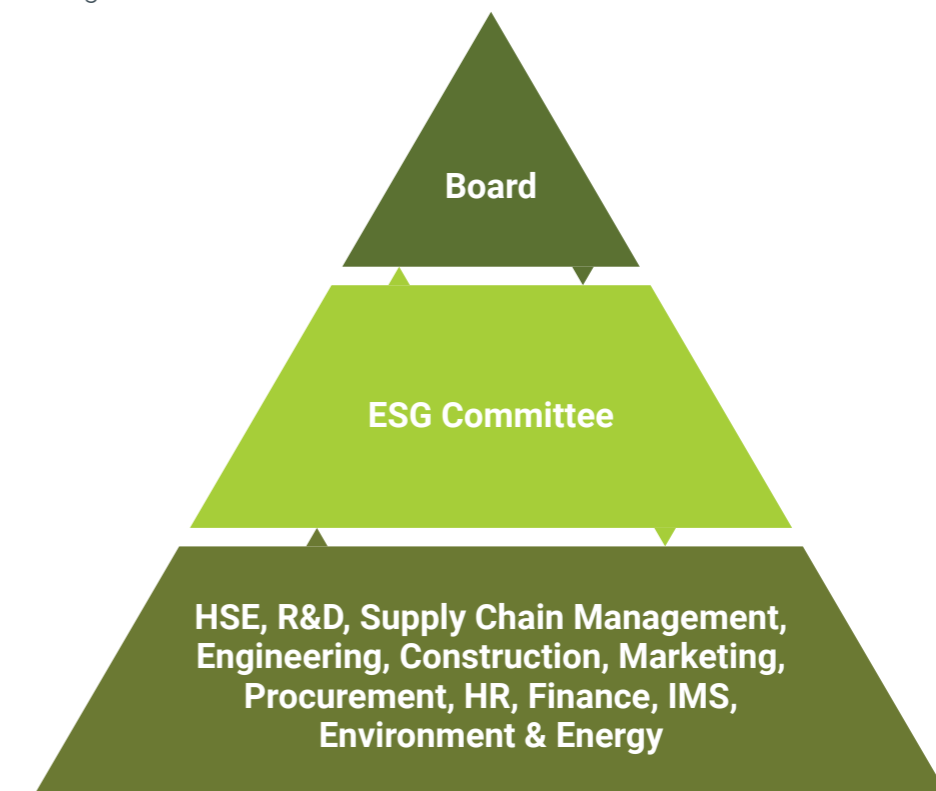 Board
ESG Committee
HSE, R&D, Supply Chain Management,
Engineering, Construction, Marketing,
Procurement, HR, Finance, IMS,
Environment & Energy